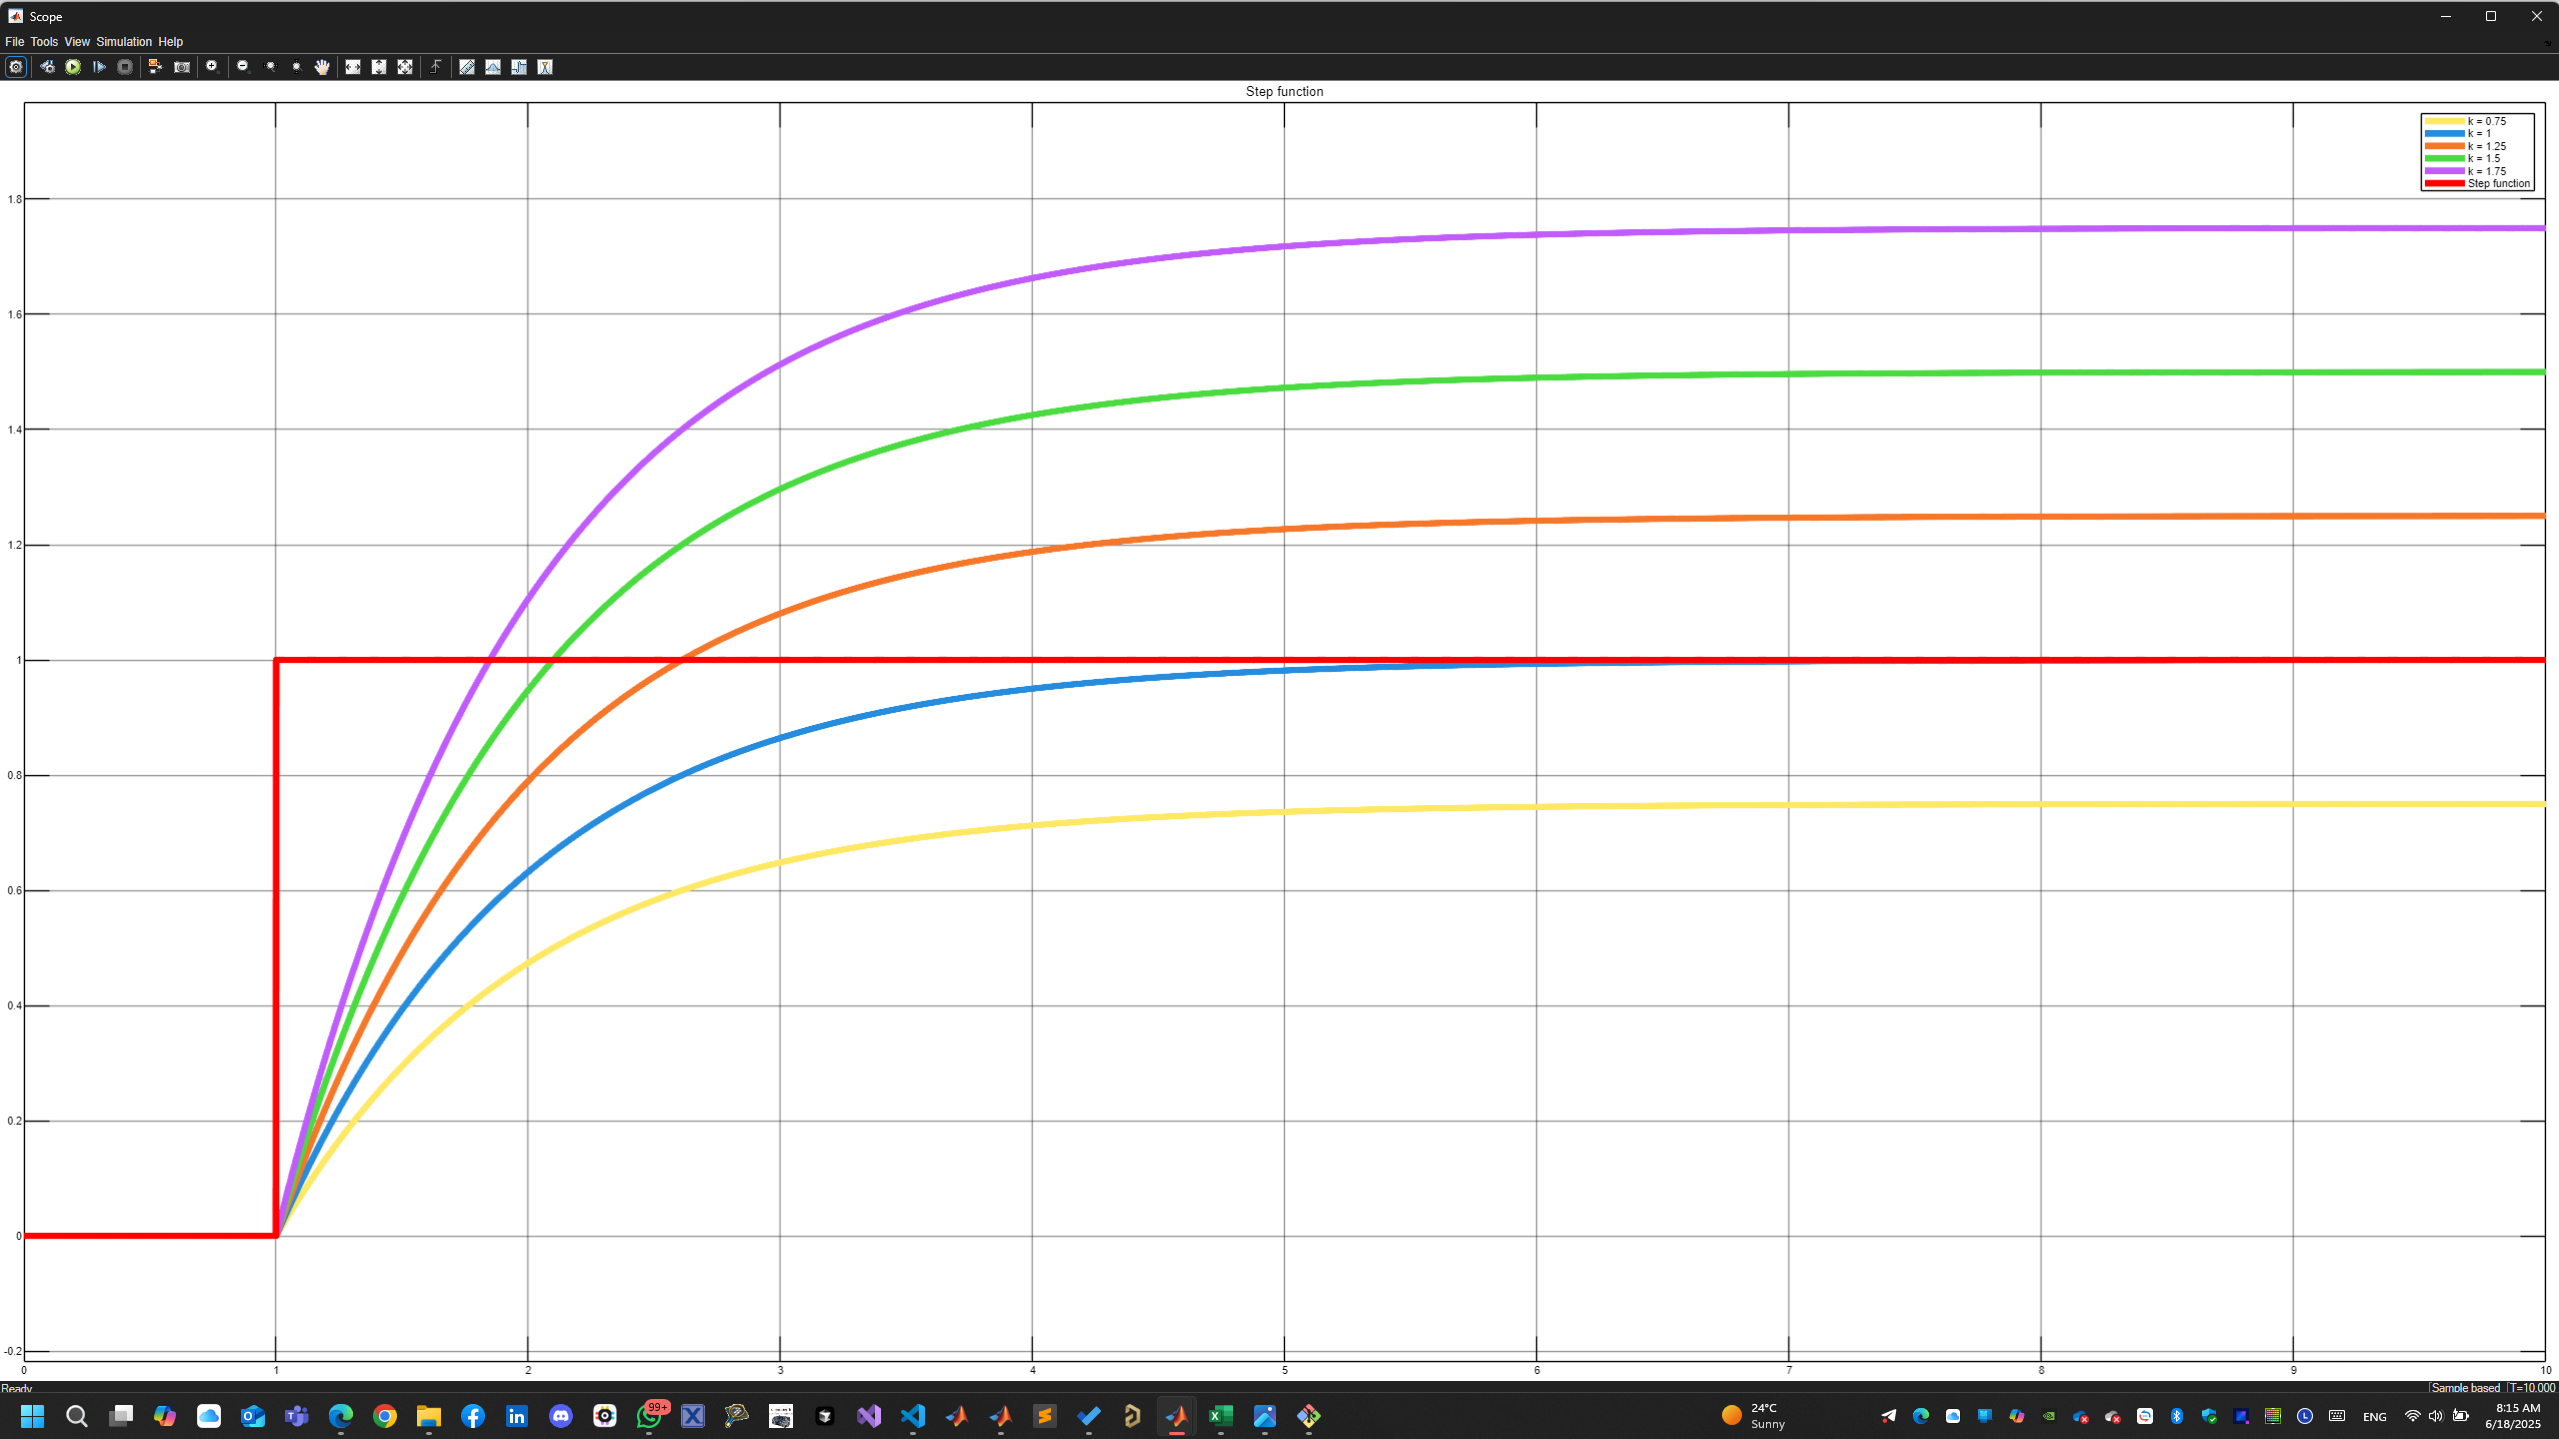 Scope
File Tools View Simulation Help
Step function
k = 0.75
k = 1
k = 1.25
k = 1.5
k = 1.75
Step function
1.8
1.6
1.4
1.2
1
0.8
0.6
0.4
0.2
0
-0.2
0 1 2 3 4 5 6 7 8 9 10
Ready
Sample based T=10.000
99+
24°C
Sunny
ENG
8:15 AM
6/18/2025